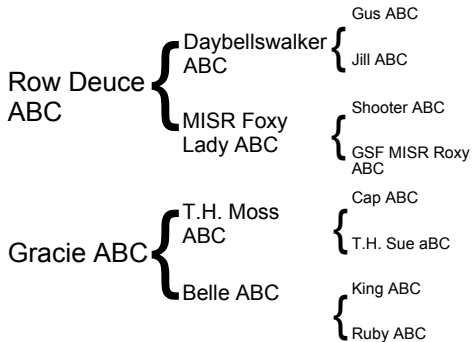 Gus ABC
Daybellswalker
ABC
Jill ABC
Row Deuce
ABC
Shooter ABC
MISR Foxy
Lady ABC
GSF MISR Roxy
ABC
Cap ABC
T.H. Moss
ABC
T.H. Sue aBC
Gracie ABC
King ABC
Belle ABC
Ruby ABC